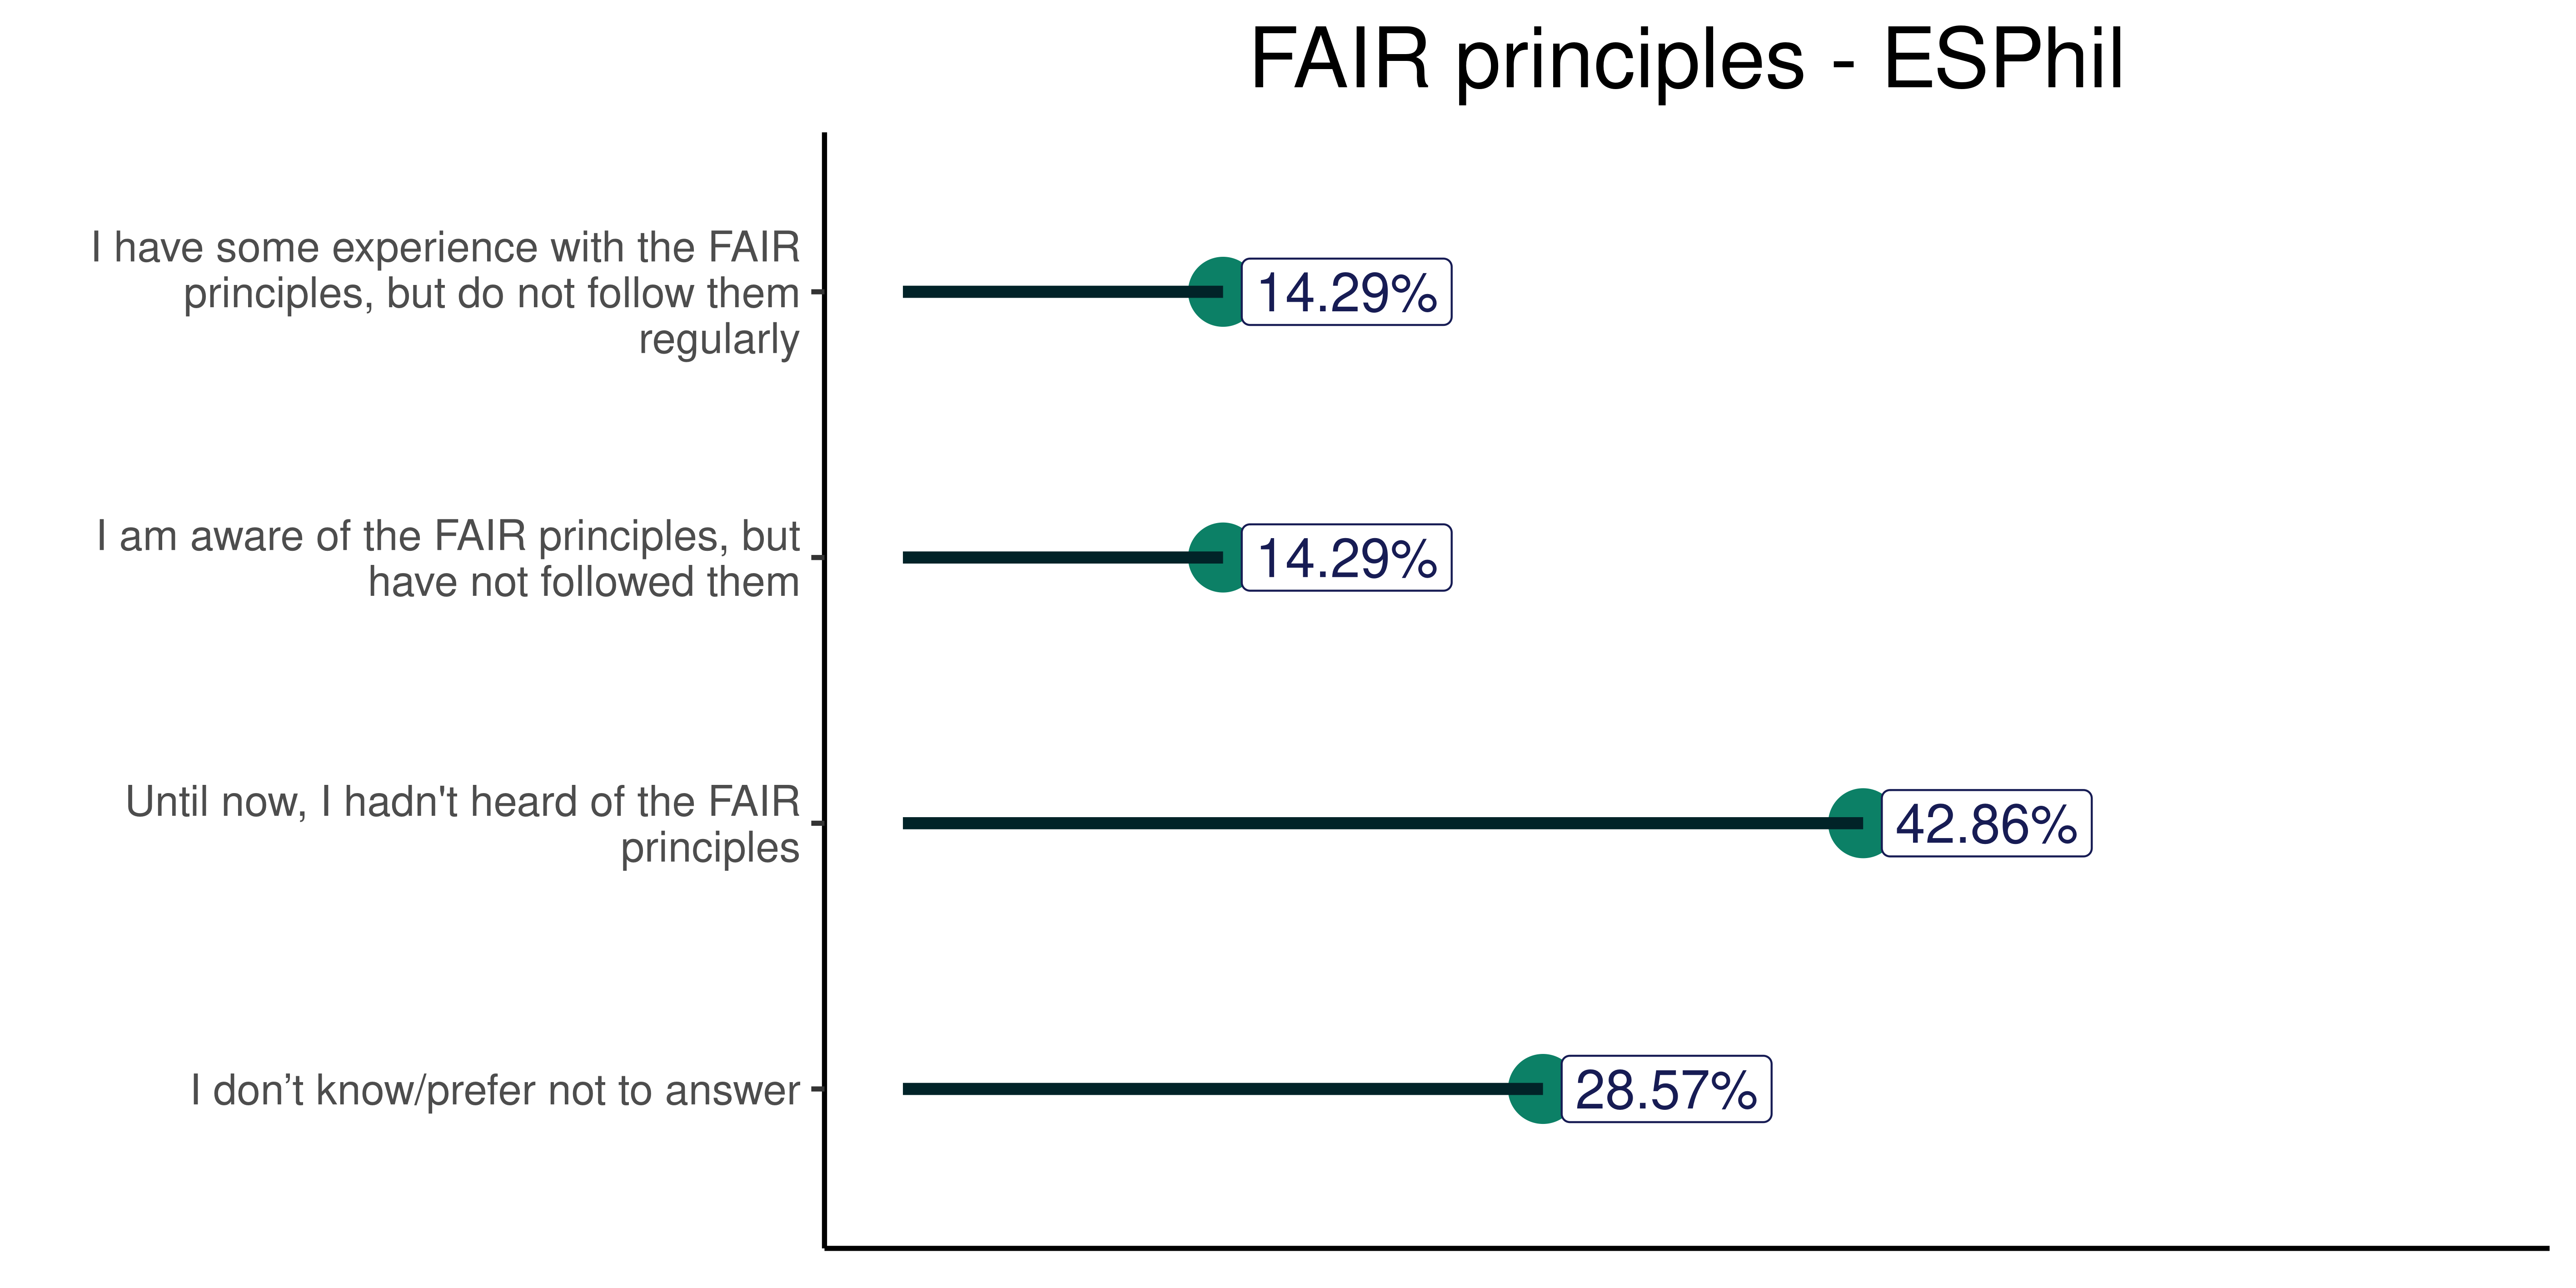 FAIR principles - ESPhil
I have some experience with the FAIR
principles, but do not follow them
regularly
14.29%
I am aware of the FAIR principles, but
have not followed them
14.29%
Until now, I hadn't heard of the FAIR
principles
42.86%
I don’t know/prefer not to answer
28.57%